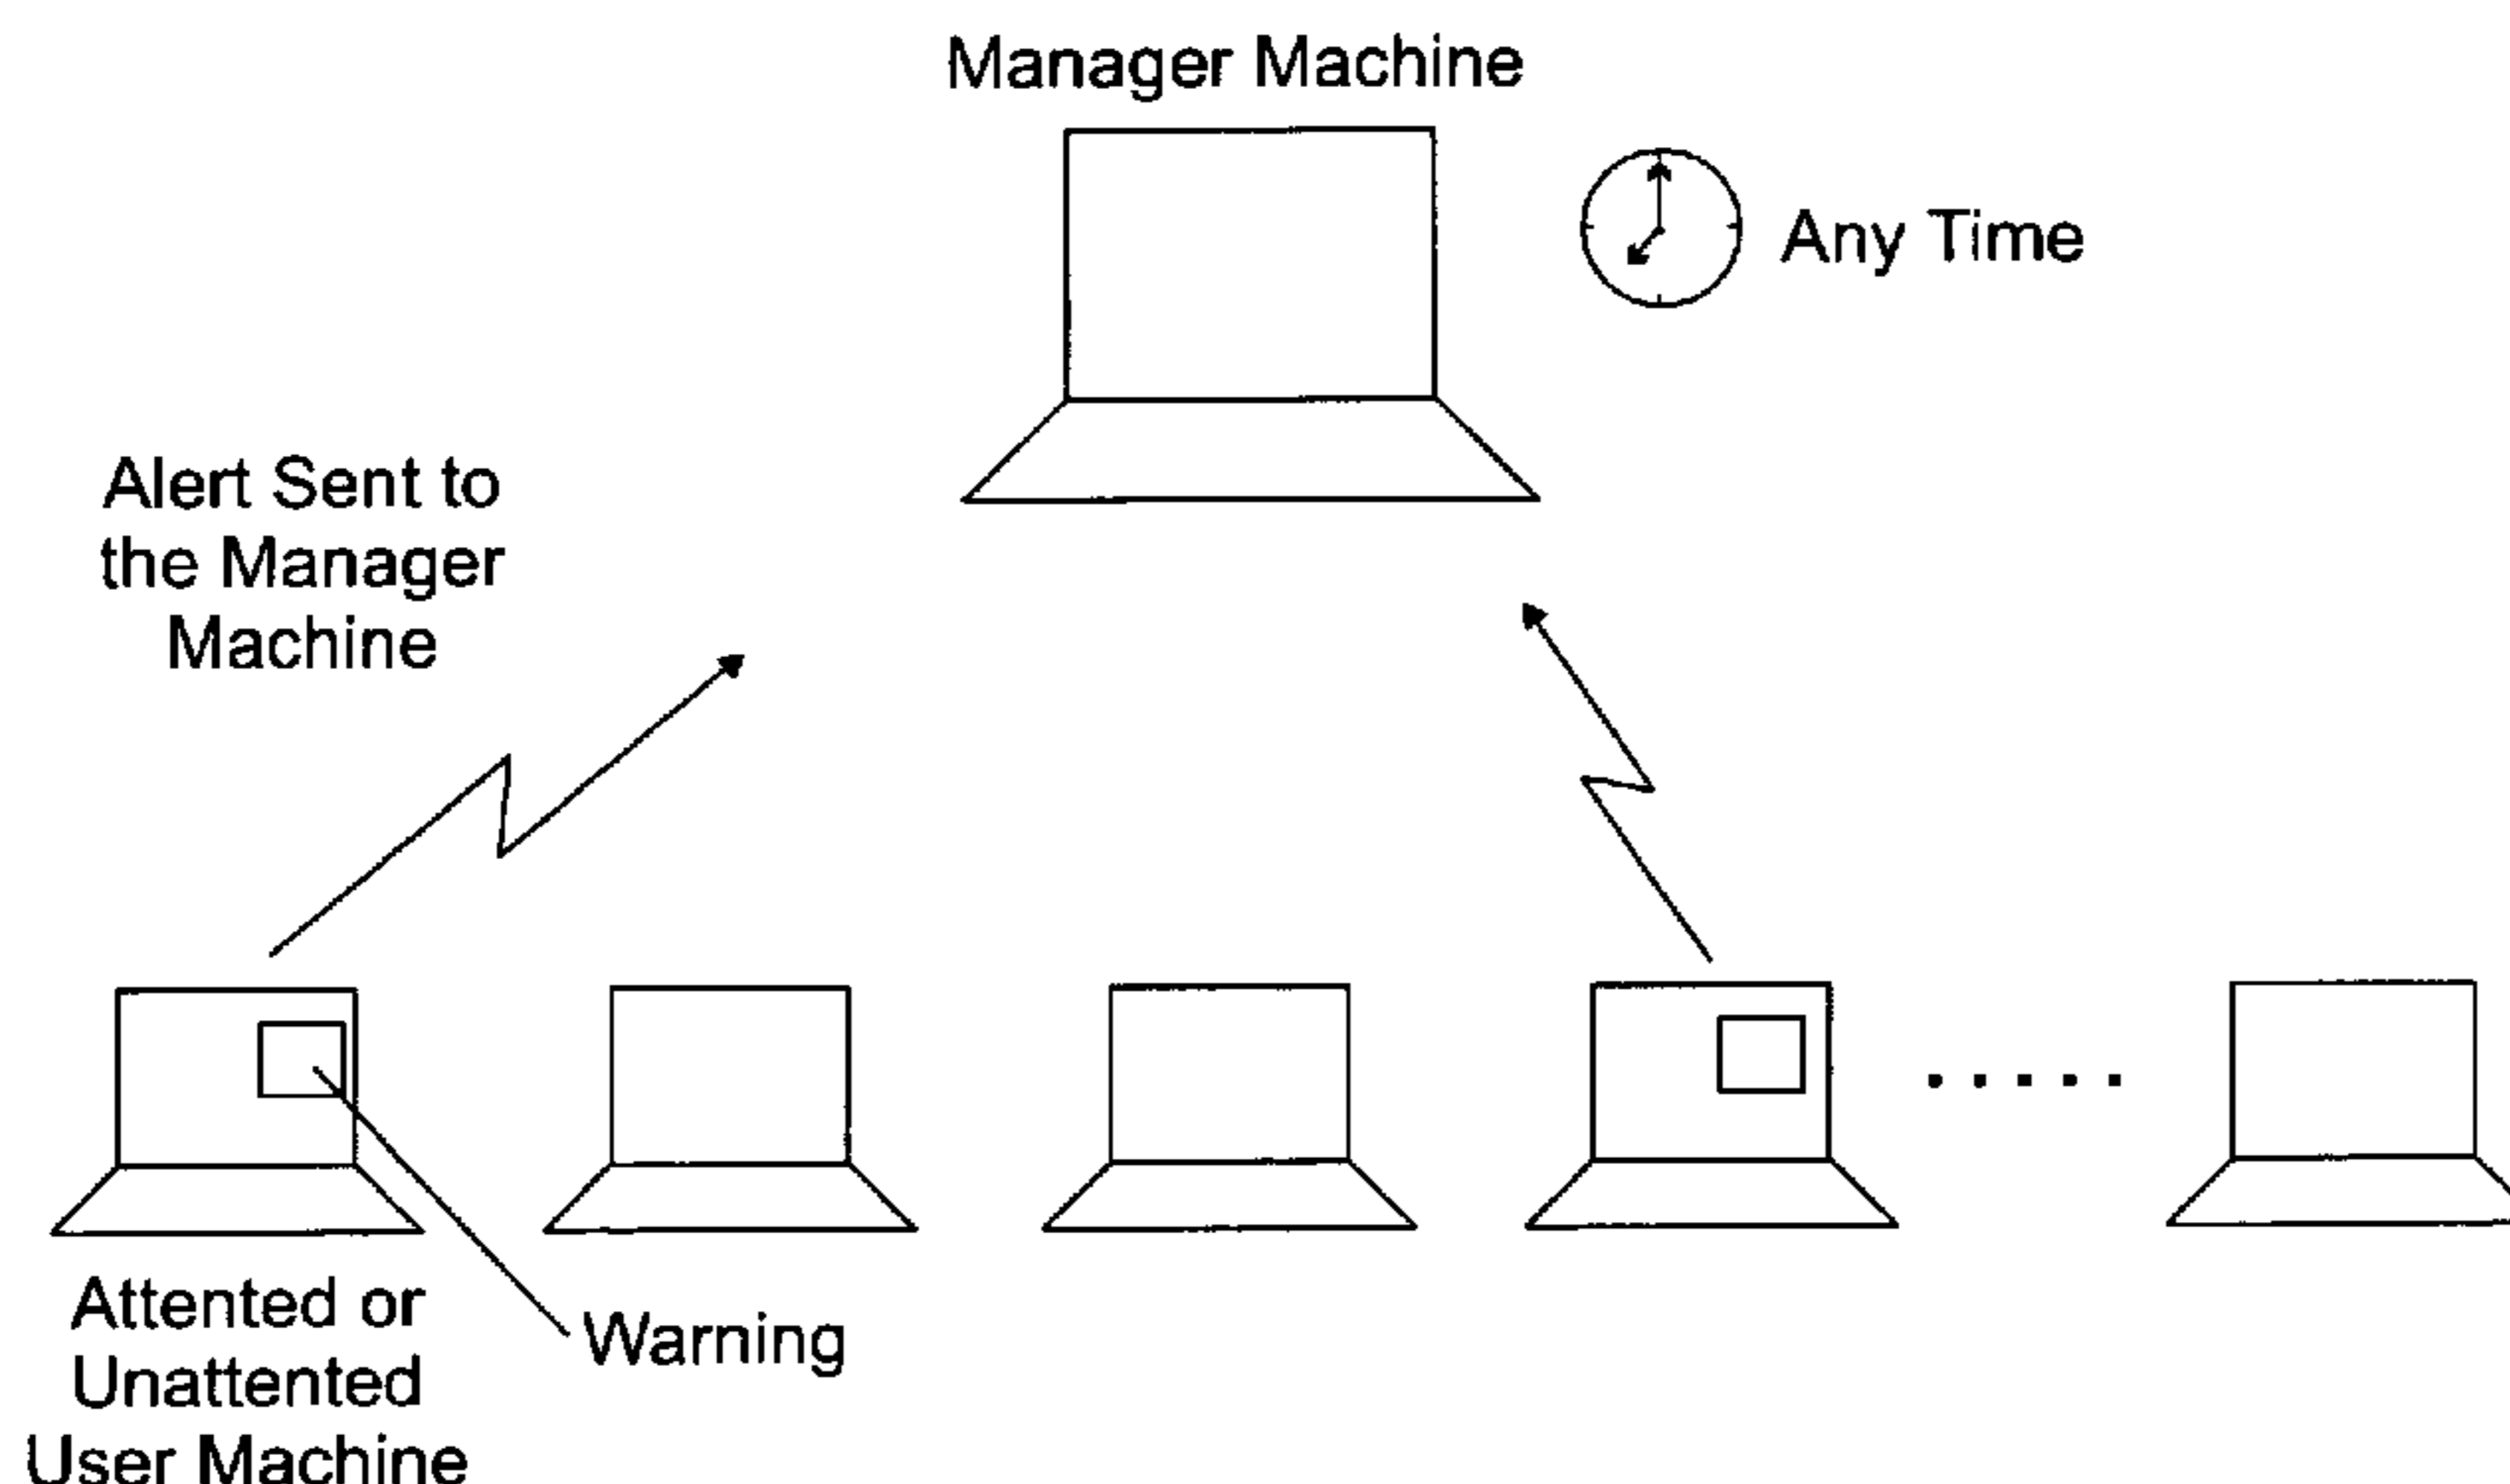 Manager Machine
Any Time
Alert Sent to
the Manager
Machine
Attented or
Unattented
User Machine
Warning